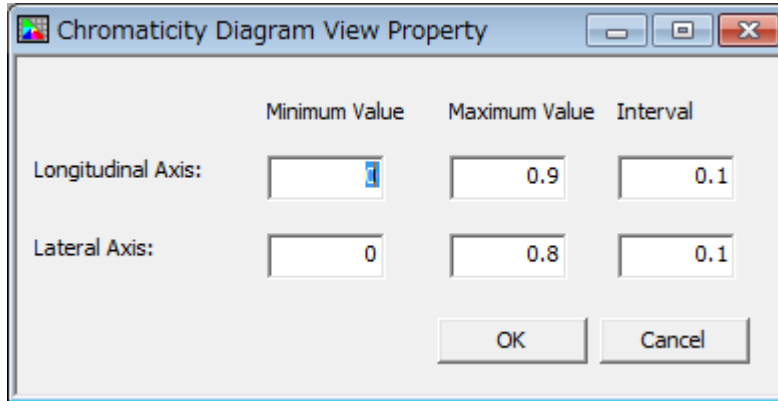 Chromaticity Diagram View Property
Minimum Value Maximum Value Interval
Longitudinal Axis: 0 0.9 0.1
Lateral Axis: 0 0.8 0.1
OK Cancel